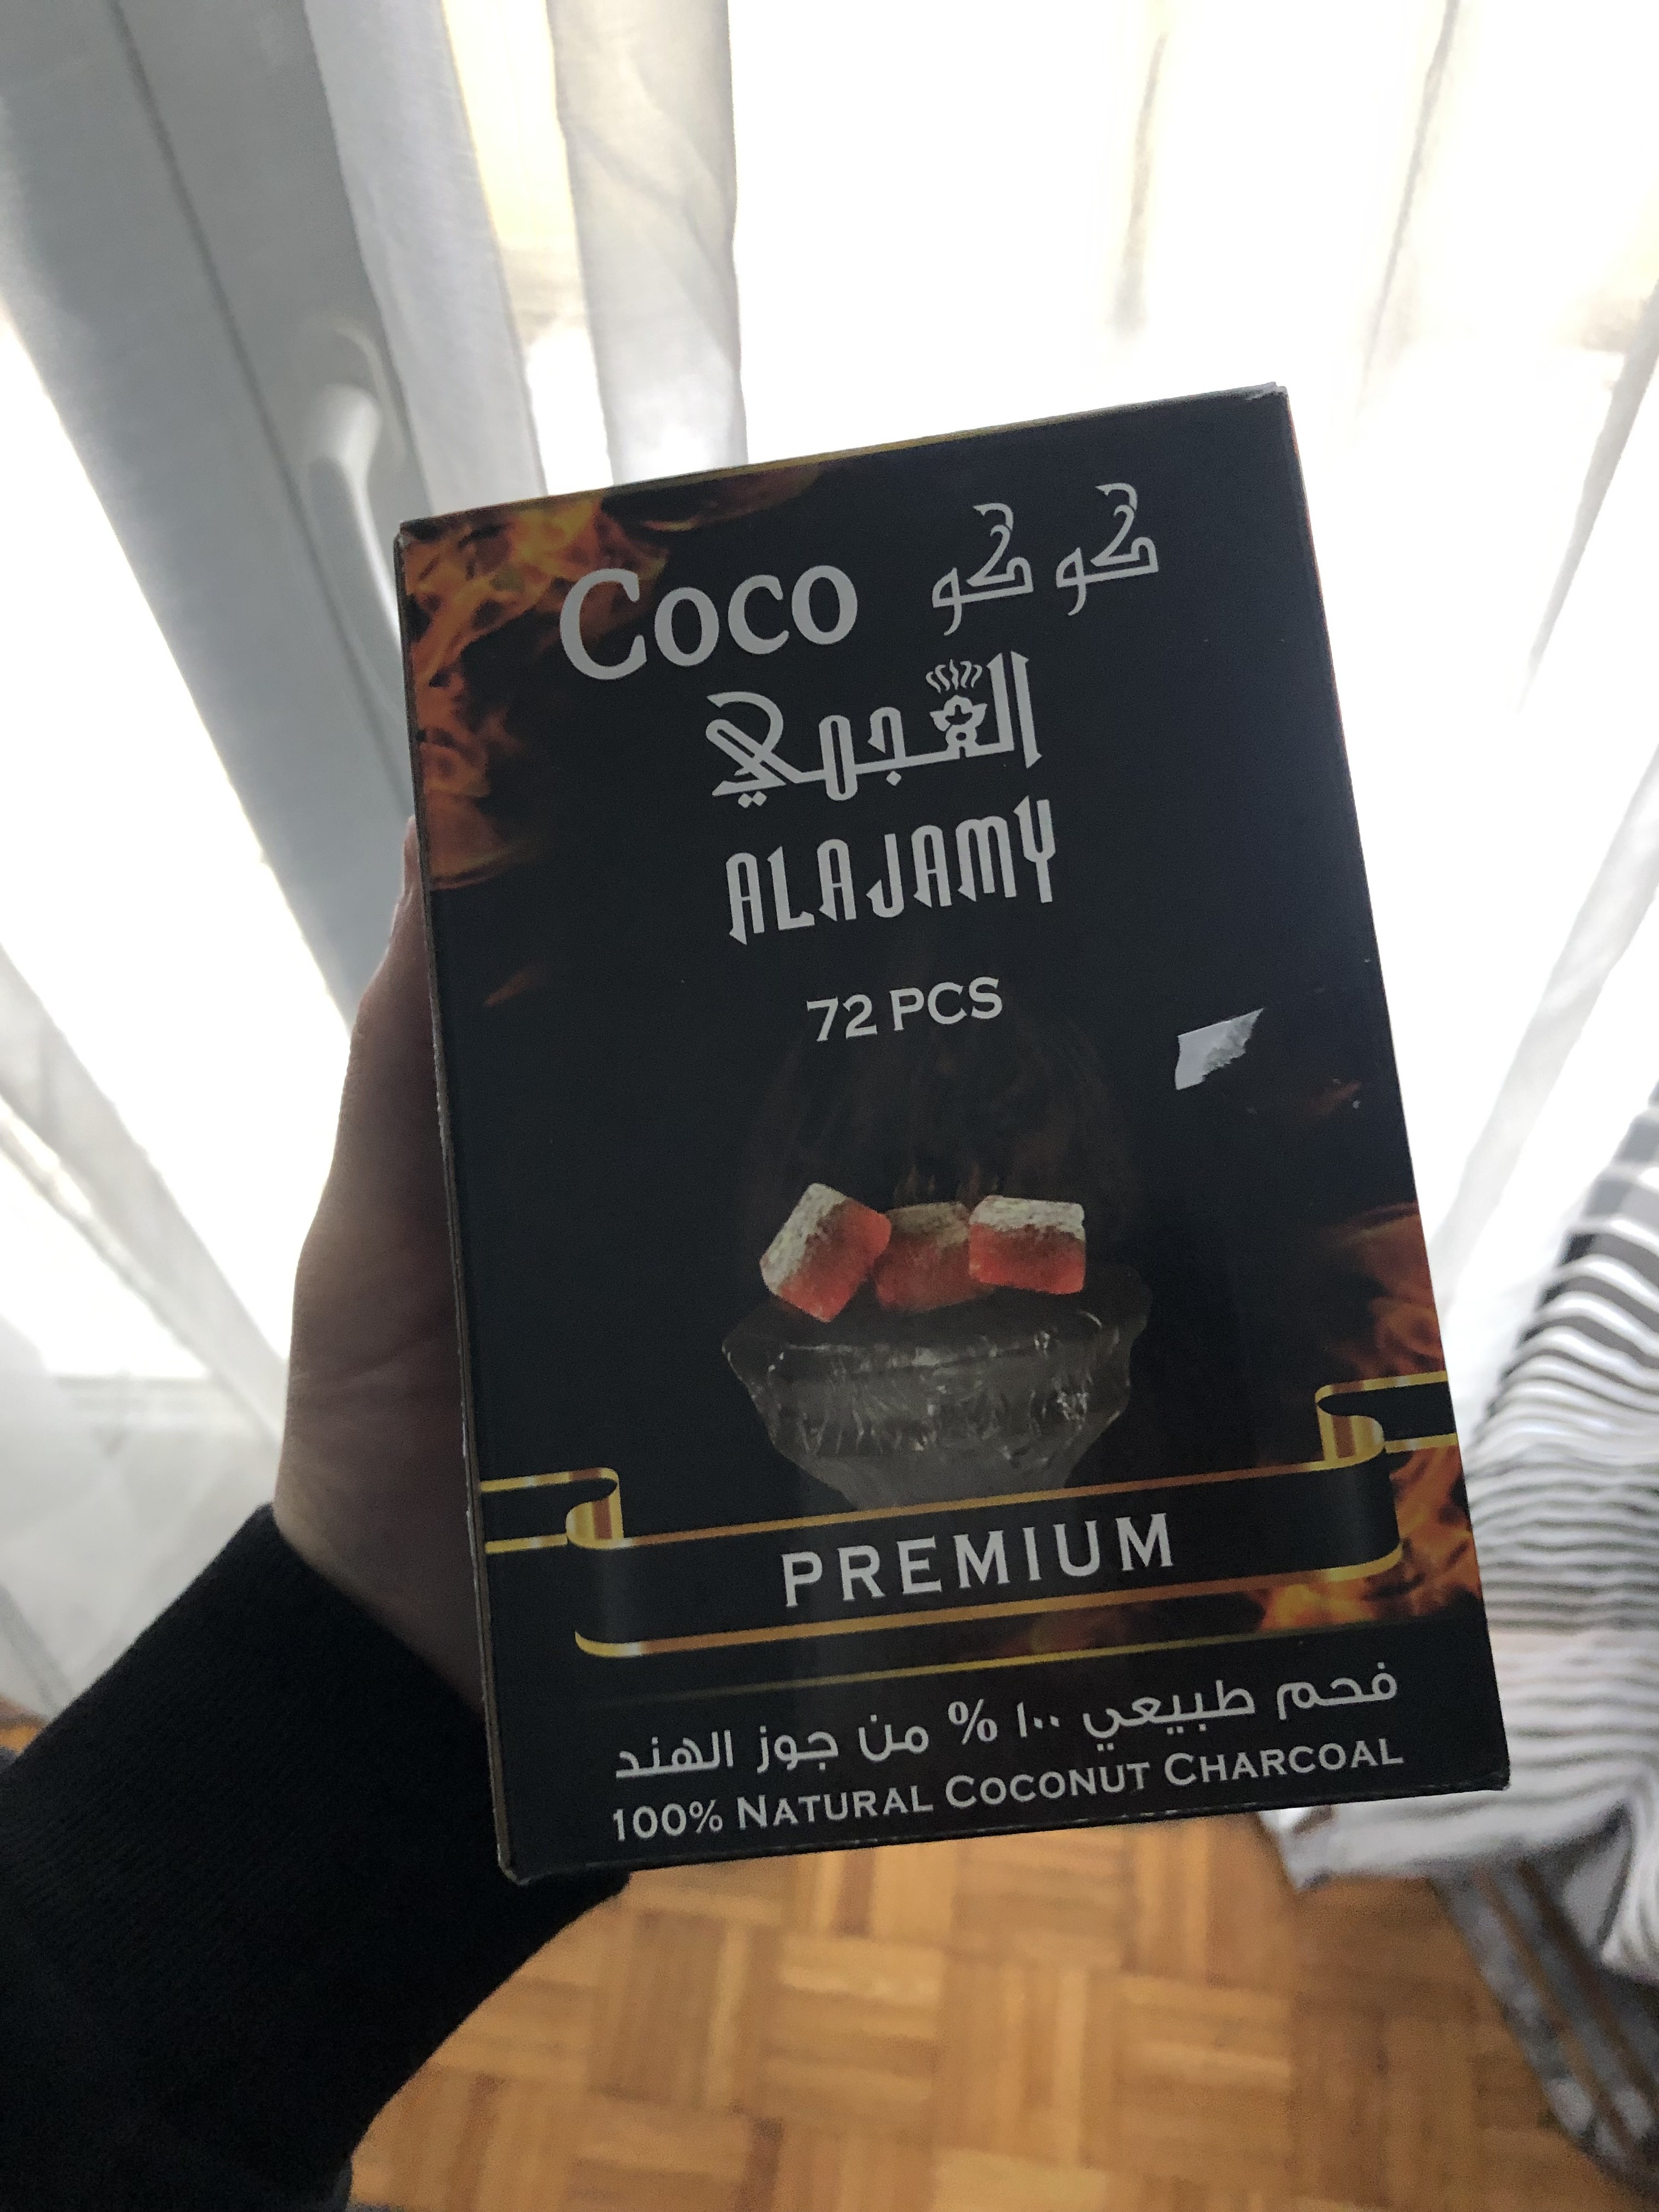 Coco كوكو
العجمي
ALAJAMY
72 PCS
PREMIUM
فحم طبيعي ١٠٠ % من جوز الهند
100% NATURAL COCONUT CHARCOAL